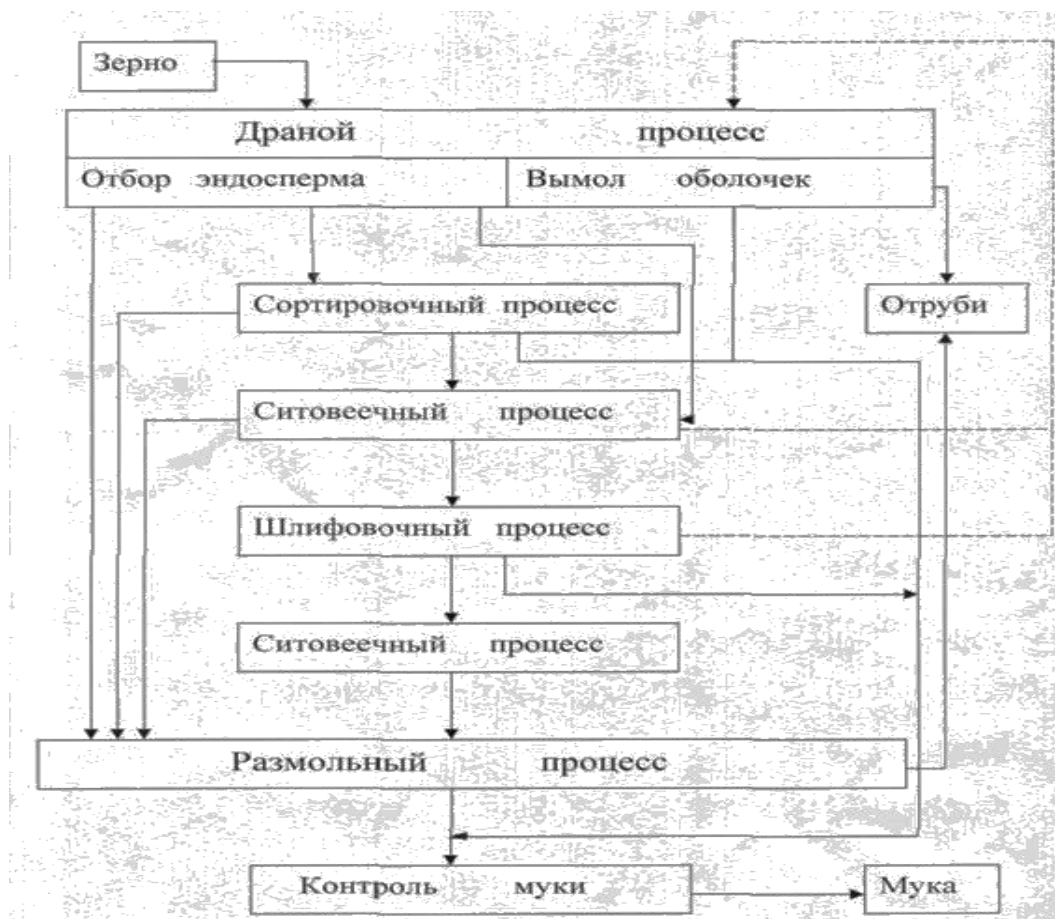 Зерно
Драной процесс
Отбор эндосперма
Вымол оболочек
Сортировочный процесс
Отруби
Ситовеечный процесс
Шлифовочный процесс
Ситовеечный процесс
Размольный процесс
Контроль муки
Мука